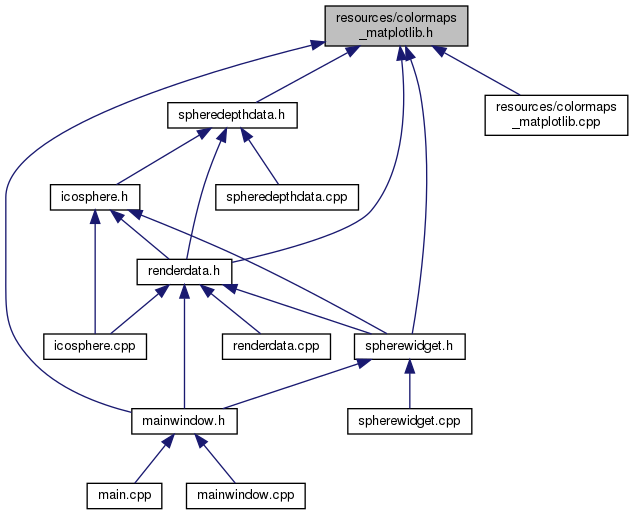 resources/colormaps
_matplotlib.h
spheredepthdata.h
resources/colormaps
_matplotlib.cpp
icosphere.h
spheredepthdata.cpp
renderdata.h
icosphere.cpp
renderdata.cpp
spherewidget.h
mainwindow.h
spherewidget.cpp
main.cpp
mainwindow.cpp